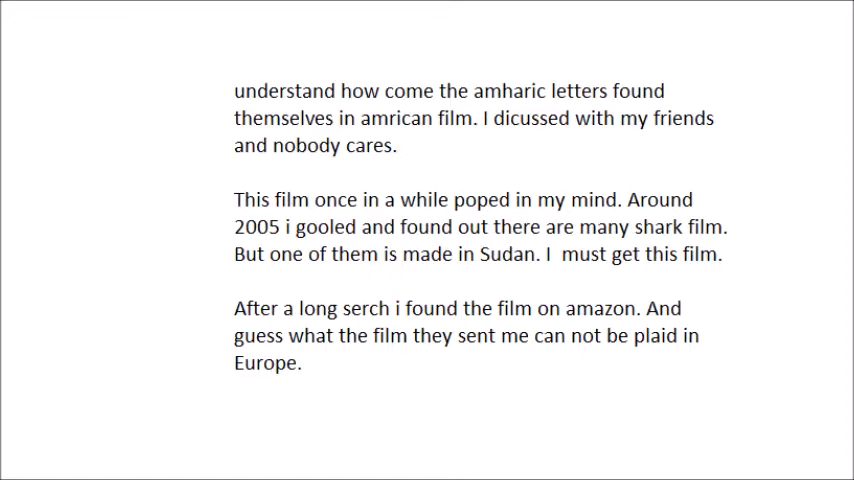 understand how come the amharic letters found
themselves in amrican film. I dicussed with my friends
and nobody cares.
This film once in a while poped in my mind. Around
2005 i gooled and found out there are many shark film.
But one of them is made in Sudan. I  must get this film.
After a long serch i found the film on amazon. And
guess what the film they sent me can not be plaid in
Europe.